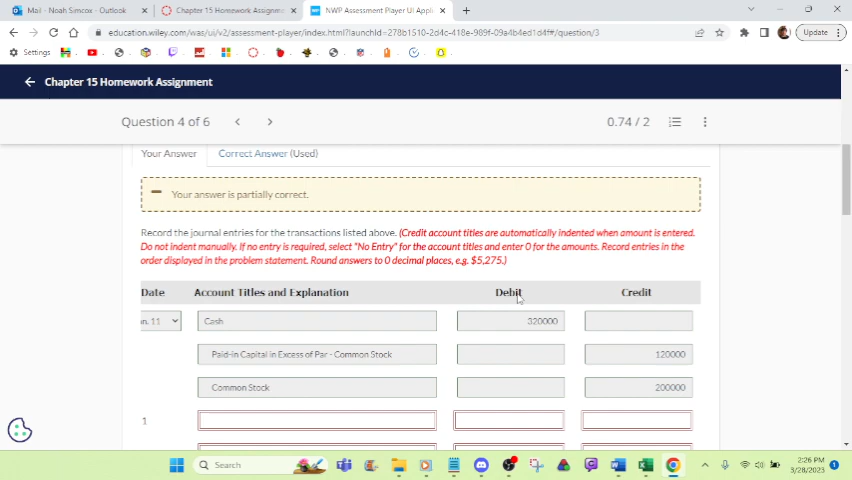 Mail - Noah Simcox - Outlook
Chapter 15 Homework Assignm
NWP Assessment Player UI Appli
education.wiley.com/was/ui/v2/assessment-player/index.html?launchId=278b1510-2d4c-418e-989f-09a4b4ed1d4f#/question/3
Update
Settings
Chapter 15 Homework Assignment
Question 4 of 6
0.74 / 2
Your Answer
Correct Answer (Used)
Your answer is partially correct.
Record the journal entries for the transactions listed above. (Credit account titles are automatically indented when amount is entered.
Do not indent manually. If no entry is required, select "No Entry" for the account titles and enter 0 for the amounts. Record entries in the
order displayed in the problem statement. Round answers to 0 decimal places, e.g. $5,275.)
Date Account Titles and Explanation Debit Credit
n. 11 Cash 320000
Paid-in Capital in Excess of Par - Common Stock 120000
Common Stock 200000
1
Search
2:26 PM
3/28/2023